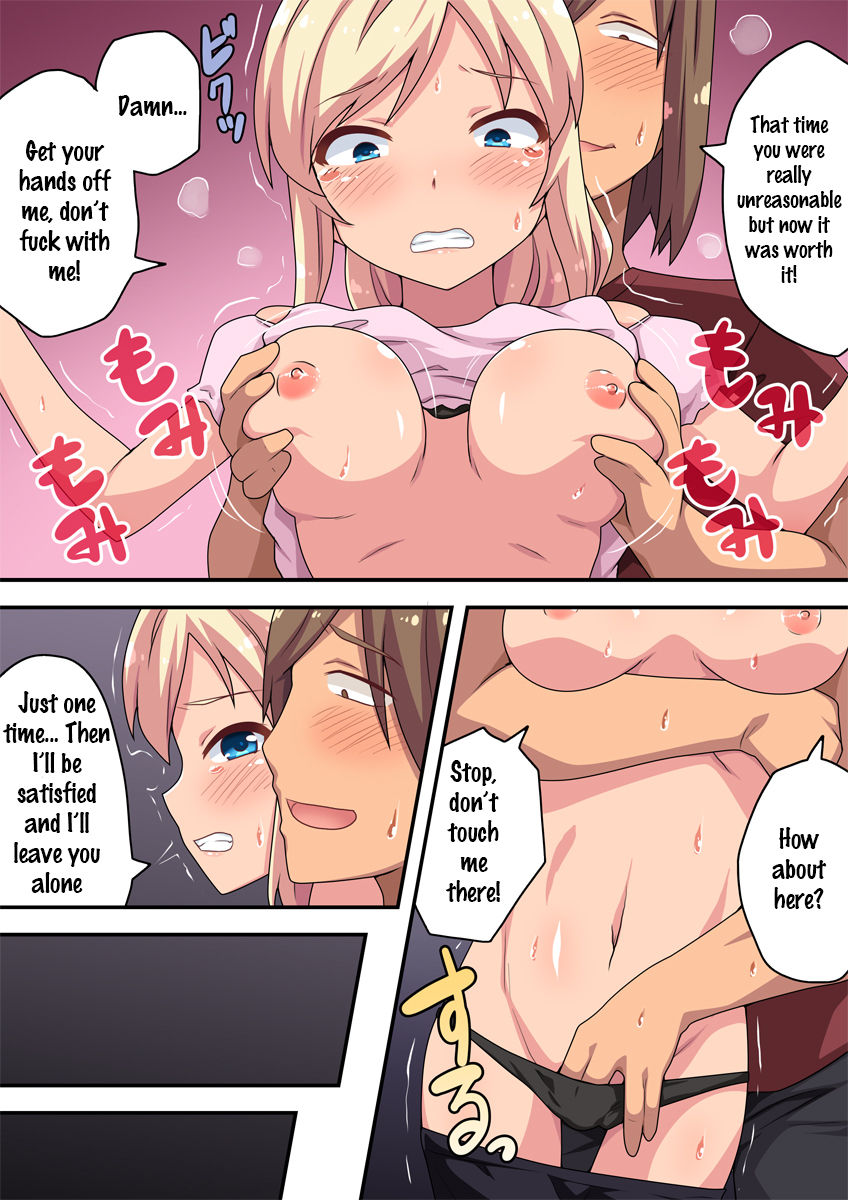 That time
you were
really
unreasonable
but now it
was worth
it!
Damn...
Get your
hands off
me, don't
fuck with
me!
ビクッ
もみ
もみ
もみ
もみ
How
about
here?
Stop,
don't
touch
me
there!
するっ
Just one
time... Then
I'll be
satisfied
and I'll
leave you
alone